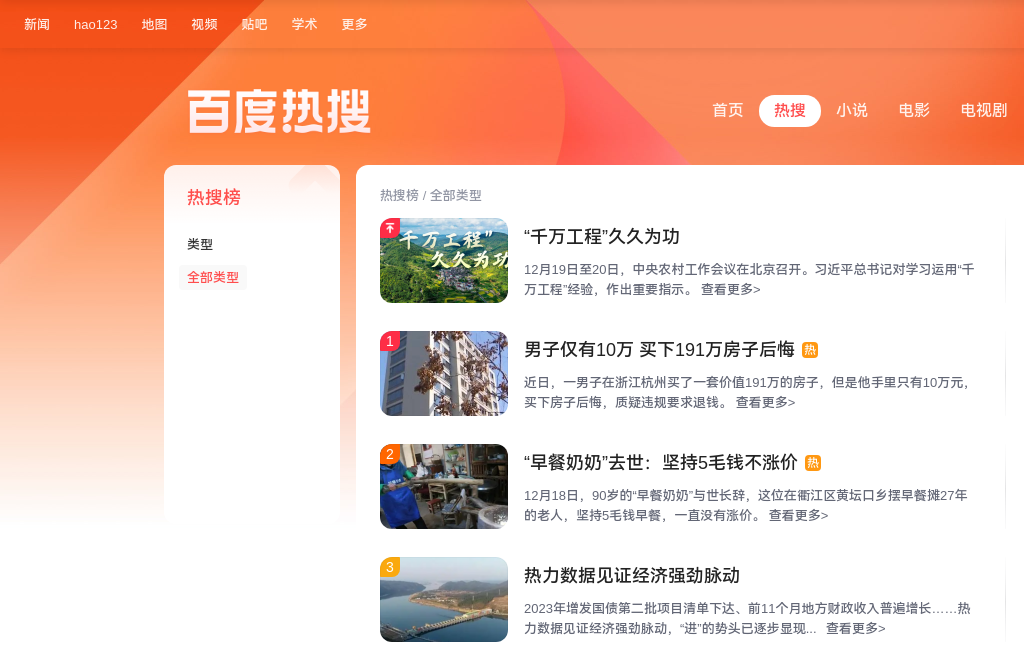 新闻 hao123 地图 视频 贴吧 学术 更多
百度热搜
首页 热搜 小说 电影 电视剧
热搜榜
类型
全部类型
热搜榜 / 全部类型
千万工程”
久久为功
“千万工程”久久为功
12月19日至20日，中央农村工作会议在北京召开。习近平总书记对学习运用“千
万工程”经验，作出重要指示。 查看更多>
1
男子仅有10万 买下191万房子后悔 热
近日，一男子在浙江杭州买了一套价值191万的房子，但是他手里只有10万元，
买下房子后悔，质疑违规要求退钱。 查看更多>
2
“早餐奶奶”去世：坚持5毛钱不涨价 热
12月18日，90岁的“早餐奶奶”与世长辞，这位在衢江区黄坛口乡摆早餐摊27年
的老人，坚持5毛钱早餐，一直没有涨价。 查看更多>
3
热力数据见证经济强劲脉动
2023年增发国债第二批项目清单下达、前11个月地方财政收入普遍增长……热
力数据见证经济强劲脉动，“进”的势头已逐步显现... 查看更多>